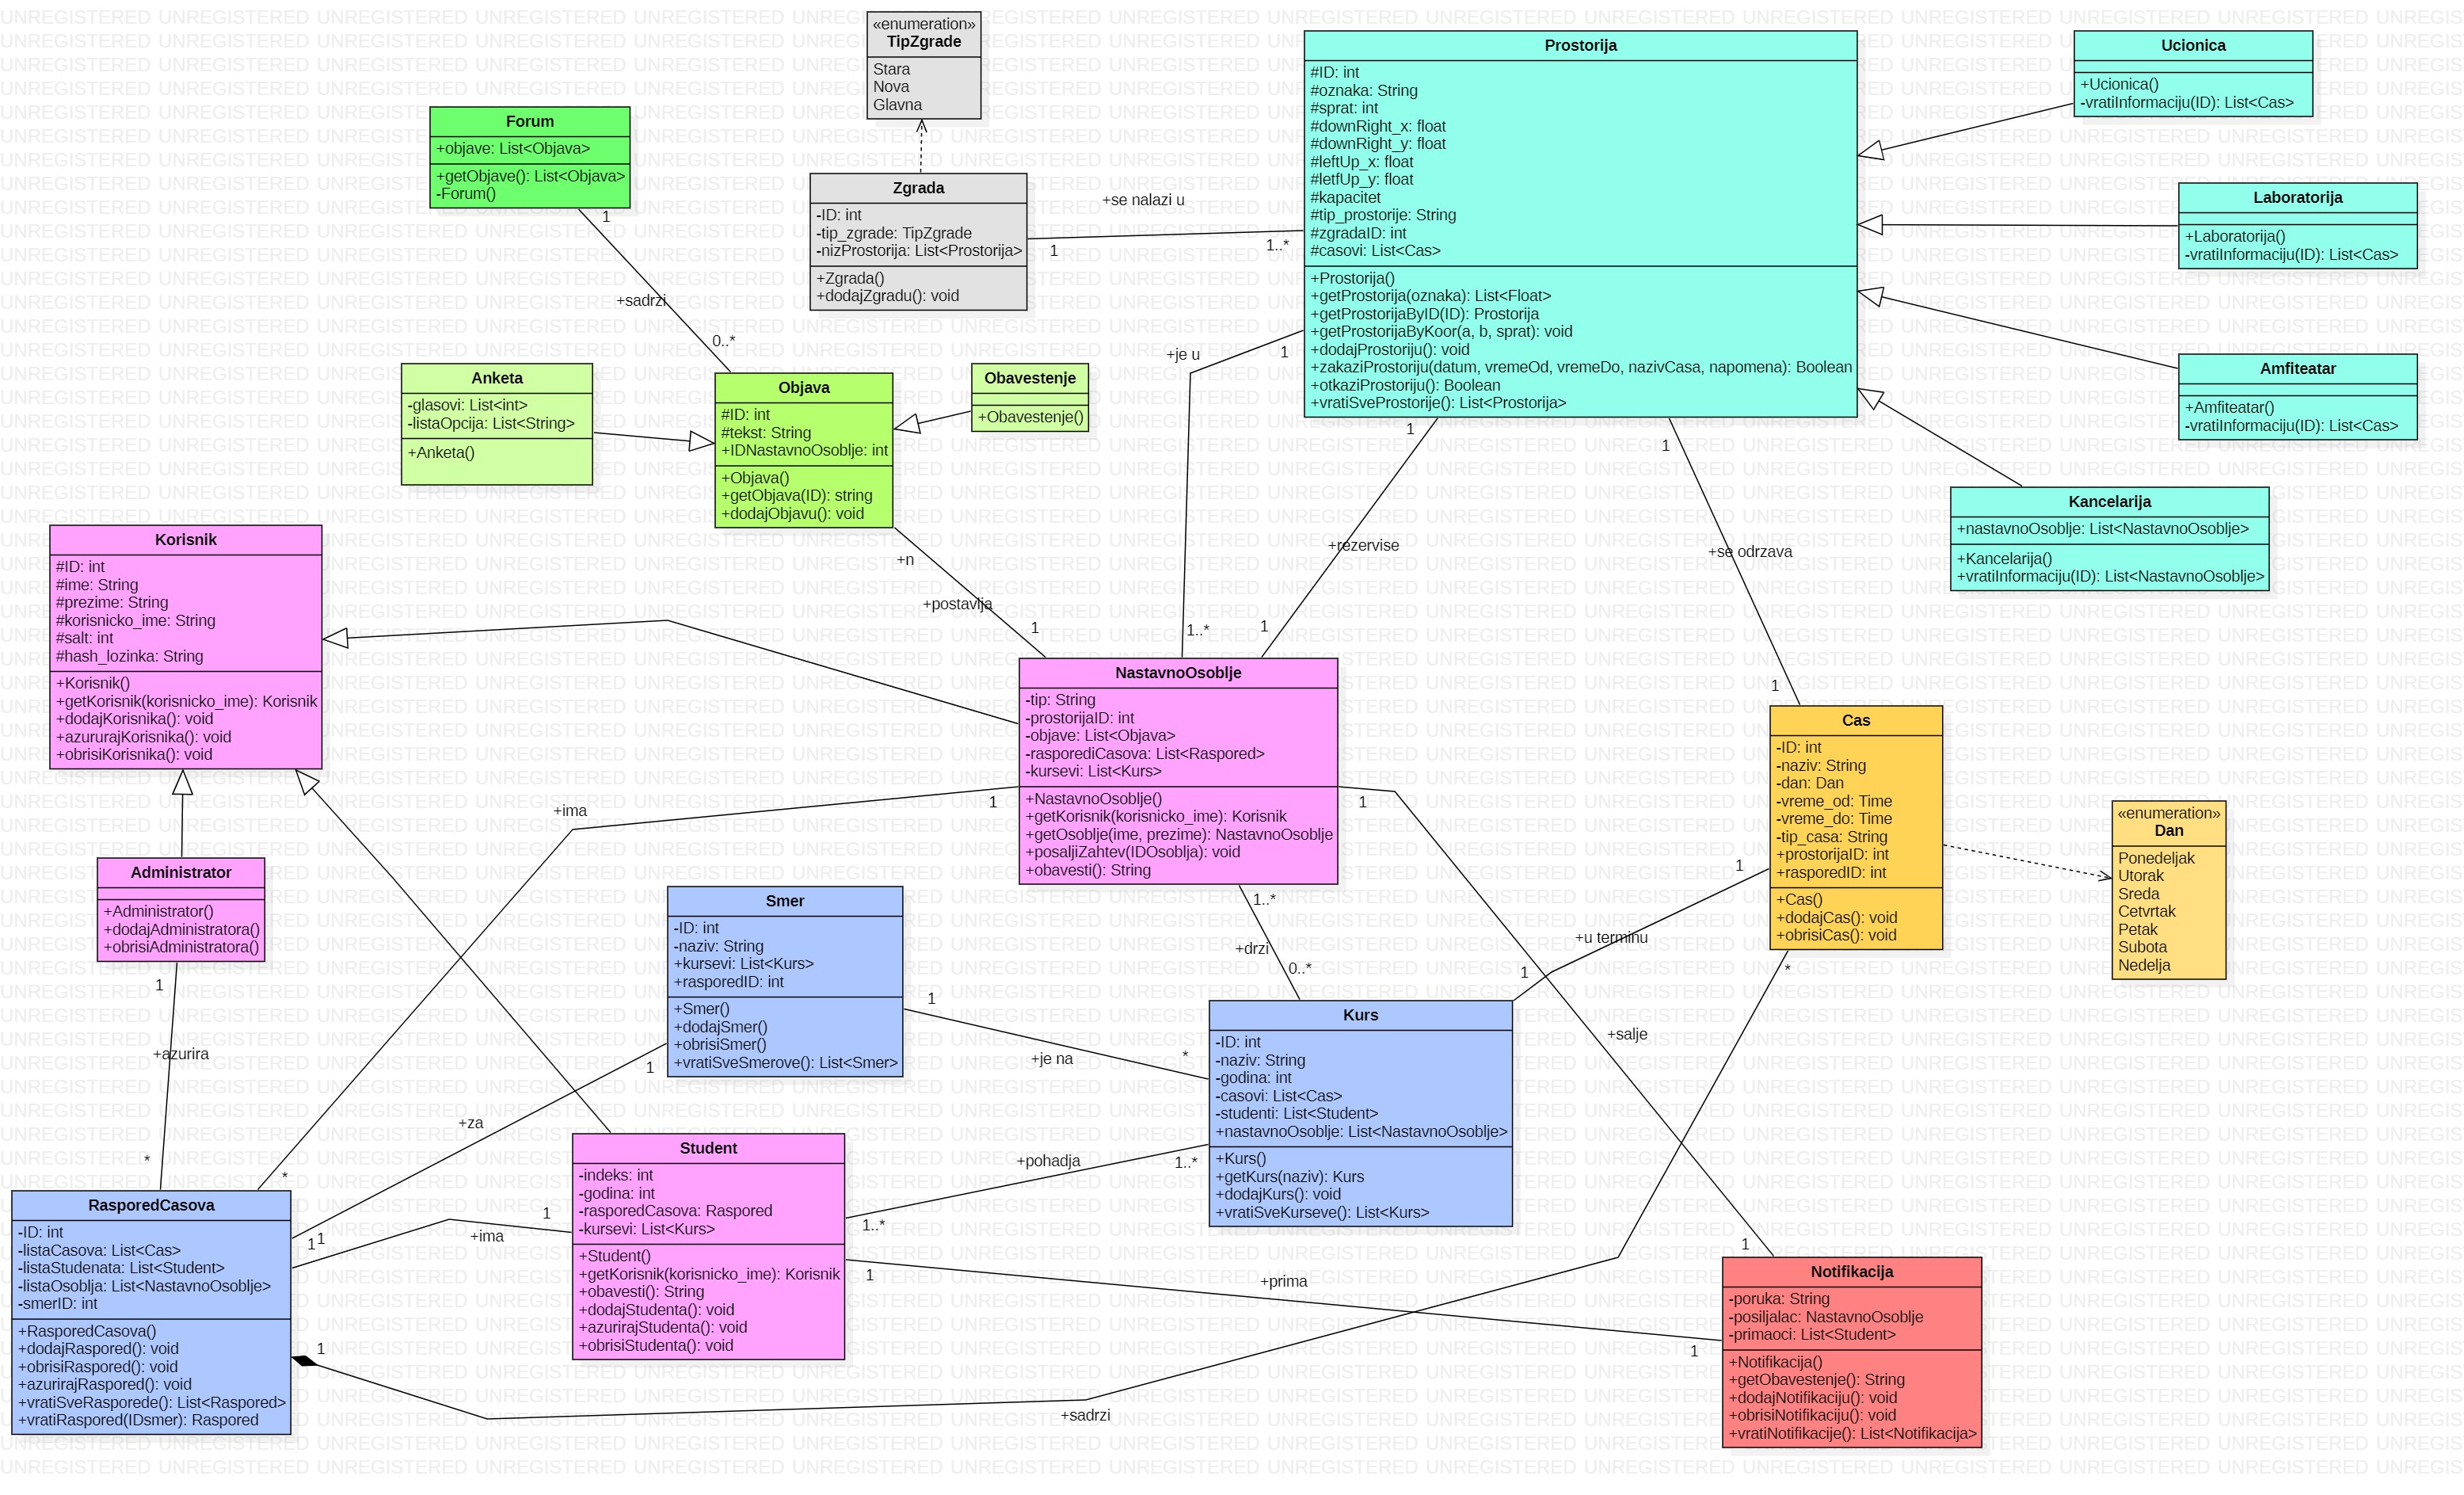 «enumeration»
TipZgrade
Stara
Nova
Glavna
Prostorija
#ID: int
#oznaka: String
#sprat: int
#downRight_x: float
#downRight_y: float
#leftUp_x: float
#letfUp_y: float
#kapacitet
#tip_prostorije: String
#zgradaID: int
#casovi: List<Cas>
+Prostorija()
+getProstorija(oznaka): List<Float>
+getProstorijaByID(ID): Prostorija
+getProstorijaByKoor(a, b, sprat): void
+dodajProstoriju(): void
+zakaziProstoriju(datum, vremeOd, vremeDo, nazivCasa, napomena): Boolean
+otkaziProstoriju(): Boolean
+vratiSveProstorije(): List<Prostorija>
Ucionica
+Ucionica()
-vratiInformaciju(ID): List<Cas>
Forum
+objave: List<Objava>
+getObjave(): List<Objava>
-Forum()
Zgrada
-ID: int
-tip_zgrade: TipZgrade
-nizProstorija: List<Prostorija>
+Zgrada()
+dodajZgradu(): void
+se nalazi u
1
1..*
Laboratorija
+Laboratorija()
-vratiInformaciju(ID): List<Cas>
1
+sadrzi
0..*
Anketa
-glasovi: List<int>
-listaOpcija: List<String>
+Anketa()
Objava
#ID: int
#tekst: String
+IDNastavnoOsoblje: int
+Objava()
+getObjava(ID): string
+dodajObjavu(): void
Obavestenje
+Obavestenje()
+je u
1
1..*
Amfiteatar
+Amfiteatar()
-vratiInformaciju(ID): List<Cas>
Kancelarija
+nastavnoOsoblje: List<NastavnoOsoblje>
+Kancelarija()
+vratiInformaciju(ID): List<NastavnoOsoblje>
1
+rezervise
1
1
+se odrzava
1
+n
+postavlja
1
Korisnik
#ID: int
#ime: String
#prezime: String
#korisnicko_ime: String
#salt: int
#hash_lozinka: String
+Korisnik()
+getKorisnik(korisnicko_ime): Korisnik
+dodajKorisnika(): void
+azururajKorisnika(): void
+obrisiKorisnika(): void
NastavnoOsoblje
-tip: String
-prostorijaID: int
-objave: List<Objava>
-rasporediCasova: List<Raspored>
-kursevi: List<Kurs>
+NastavnoOsoblje()
+getKorisnik(korisnicko_ime): Korisnik
+getOsoblje(ime, prezime): NastavnoOsoblje
+posaljiZahtev(IDOsoblja): void
+obavesti(): String
Cas
-ID: int
-naziv: String
-dan: Dan
-vreme_od: Time
-vreme_do: Time
-tip_casa: String
+prostorijaID: int
+rasporedID: int
+Cas()
+dodajCas(): void
+obrisiCas(): void
«enumeration»
Dan
Ponedeljak
Utorak
Sreda
Cetvrtak
Petak
Subota
Nedelja
+ima
1
*
Administrator
+Administrator()
+dodajAdministratora()
+obrisiAdministratora()
1
+azurira
*
Smer
-ID: int
-naziv: String
+kursevi: List<Kurs>
+rasporedID: int
+Smer()
+dodajSmer()
+obrisiSmer()
+vratiSveSmerove(): List<Smer>
1..*
+drzi
0..*
1
+u terminu
1
1
+salje
1
*
1
+je na
*
Kurs
-ID: int
-naziv: String
-godina: int
-casovi: List<Cas>
-studenti: List<Student>
+nastavnoOsoblje: List<NastavnoOsoblje>
+Kurs()
+getKurs(naziv): Kurs
+dodajKurs(): void
+vratiSveKurseve(): List<Kurs>
1
+za
1
Student
-indeks: int
-godina: int
-rasporedCasova: Raspored
-kursevi: List<Kurs>
+Student()
+getKorisnik(korisnicko_ime): Korisnik
+obavesti(): String
+dodajStudenta(): void
+azurirajStudenta(): void
+obrisiStudenta(): void
+pohadja
1..*
1..*
RasporedCasova
-ID: int
-listaCasova: List<Cas>
-listaStudenata: List<Student>
-listaOsoblja: List<NastavnoOsoblje>
-smerID: int
+RasporedCasova()
+dodajRaspored(): void
+obrisiRaspored(): void
+azurirajRaspored(): void
+vratiSveRasporede(): List<Raspored>
+vratiRaspored(IDsmer): Raspored
1
+ima
1
1
+prima
1
Notifikacija
-poruka: String
-posiljalac: NastavnoOsoblje
-primaoci: List<Student>
+Notifikacija()
+getObavestenje(): String
+dodajNotifikaciju(): void
+obrisiNotifikaciju(): void
+vratiNotifikacije(): List<Notifikacija>
1
+sadrzi
UNREGISTERED